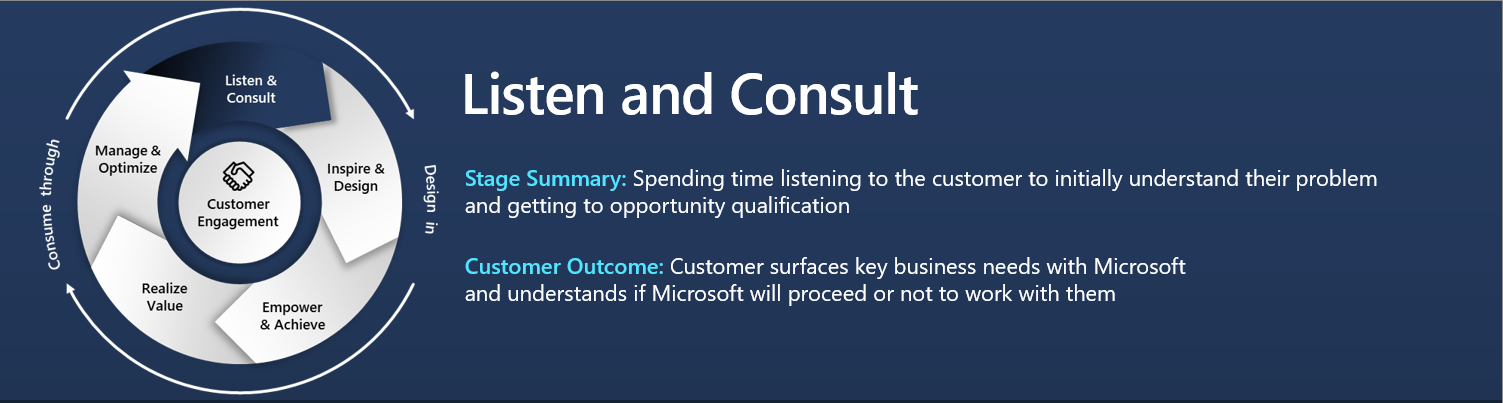 Listen &
Consult
Inspire &
Design
Empower
& Achieve
Realize
Value
Manage &
Optimize
Customer
Engagement
Consume through
Design in
Listen and Consult
Stage Summary: Spending time listening to the customer to initially understand their problem
and getting to opportunity qualification
Customer Outcome: Customer surfaces key business needs with Microsoft
and understands if Microsoft will proceed or not to work with them